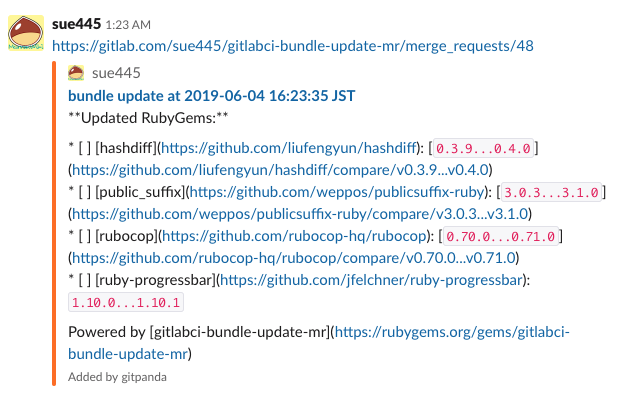 sue445 1:23 AM
https://gitlab.com/sue445/gitlabci-bundle-update-mr/merge_requests/48
sue445
bundle update at 2019-06-04 16:23:35 JST
**Updated RubyGems:**
* [ ] [hashdiff](https://github.com/liufengyun/hashdiff): [ 0.3.9...0.4.0 ]
(https://github.com/liufengyun/hashdiff/compare/v0.3.9...v0.4.0)
* [ ] [public_suffix](https://github.com/weppos/publicsuffix-ruby): [ 3.0.3...3.1.0 ]
(https://github.com/weppos/publicsuffix-ruby/compare/v3.0.3...v3.1.0)
* [ ] [rubocop](https://github.com/rubocop-hq/rubocop): [ 0.70.0...0.71.0 ]
(https://github.com/rubocop-hq/rubocop/compare/v0.70.0...v0.71.0)
* [ ] [ruby-progressbar](https://github.com/jfelchner/ruby-progressbar):
1.10.0...1.10.1
Powered by [gitlabci-bundle-update-mr](https://rubygems.org/gems/gitlabci-
bundle-update-mr)
Added by gitpanda